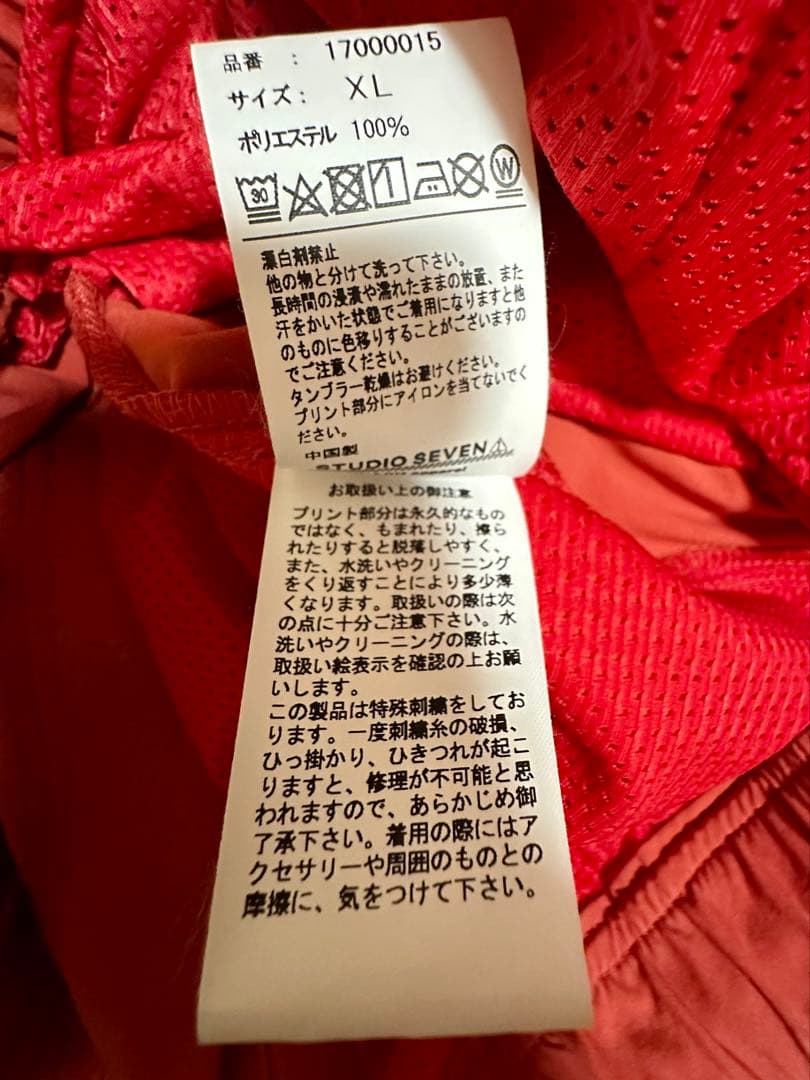 品番 : 17000015
サイズ: XL
ポリエステル 100%
30 W
漂白剤禁止
他の物と分けて洗って下さい。
長時間の浸漬や濡れたままの放置、また
汗をかいた状態でご着用になりますと他
のものに色移りすることがございますの
でご注意ください。
タンブラー乾燥はお避けください。
プリント部分にアイロンを当てないでく
ださい。
中国製
STUDIO SEVEN
お取扱い上の御注意
プリント部分は永久的なもの
ではなく、もまれたり、擦ら
れたりすると脱落しやすく、
また、水洗いやクリーニング
をくり返すことにより多少薄
くなります。取扱いの際は次
の点に十分ご注意下さい。水
洗いやクリーニングの際は、
取扱い絵表示を確認の上お願
いします。
この製品は特殊刺繍をしてお
ります。一度刺繍糸の破損、
ひっ掛かり、ひきつれが起こ
りますと、修理が不可能と思
われますので、あらかじめ御
了承下さい。着用の際にはア
クセサリーや周囲のものとの
摩擦に、気をつけて下さい。